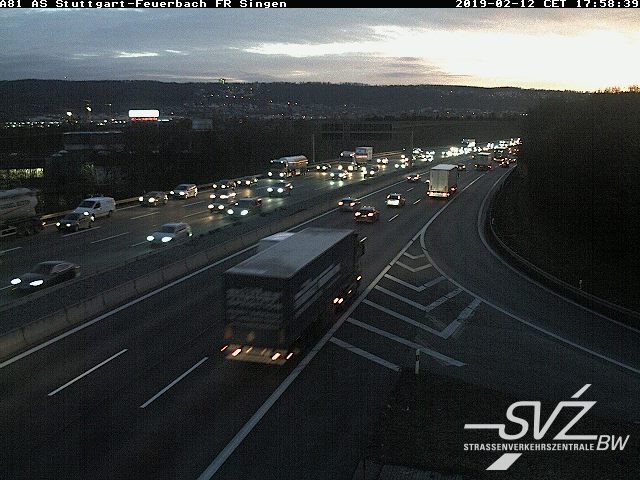 A81 AS Stuttgart-Feuerbach FR Singen 2019-02-12 CET 17:58:39
SVZ
STRASSENVERKEHRSZENTRALE BW